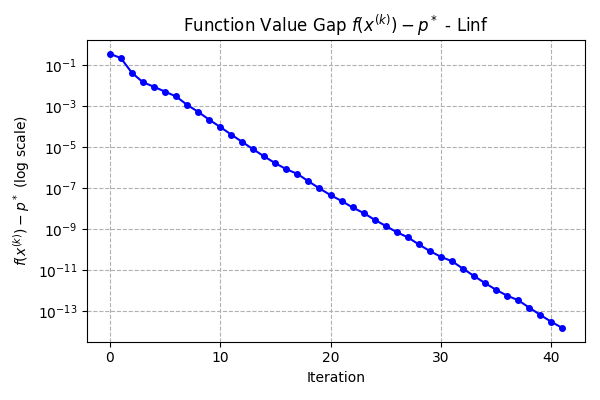 Function Value Gap $f(x^{(k)}) - p^*$ - Linf
$f(x^{(k)}) - p^*$ (log scale)
$10^{-1}$
$10^{-3}$
$10^{-5}$
$10^{-7}$
$10^{-9}$
$10^{-11}$
$10^{-13}$
0 10 20 30 40
Iteration